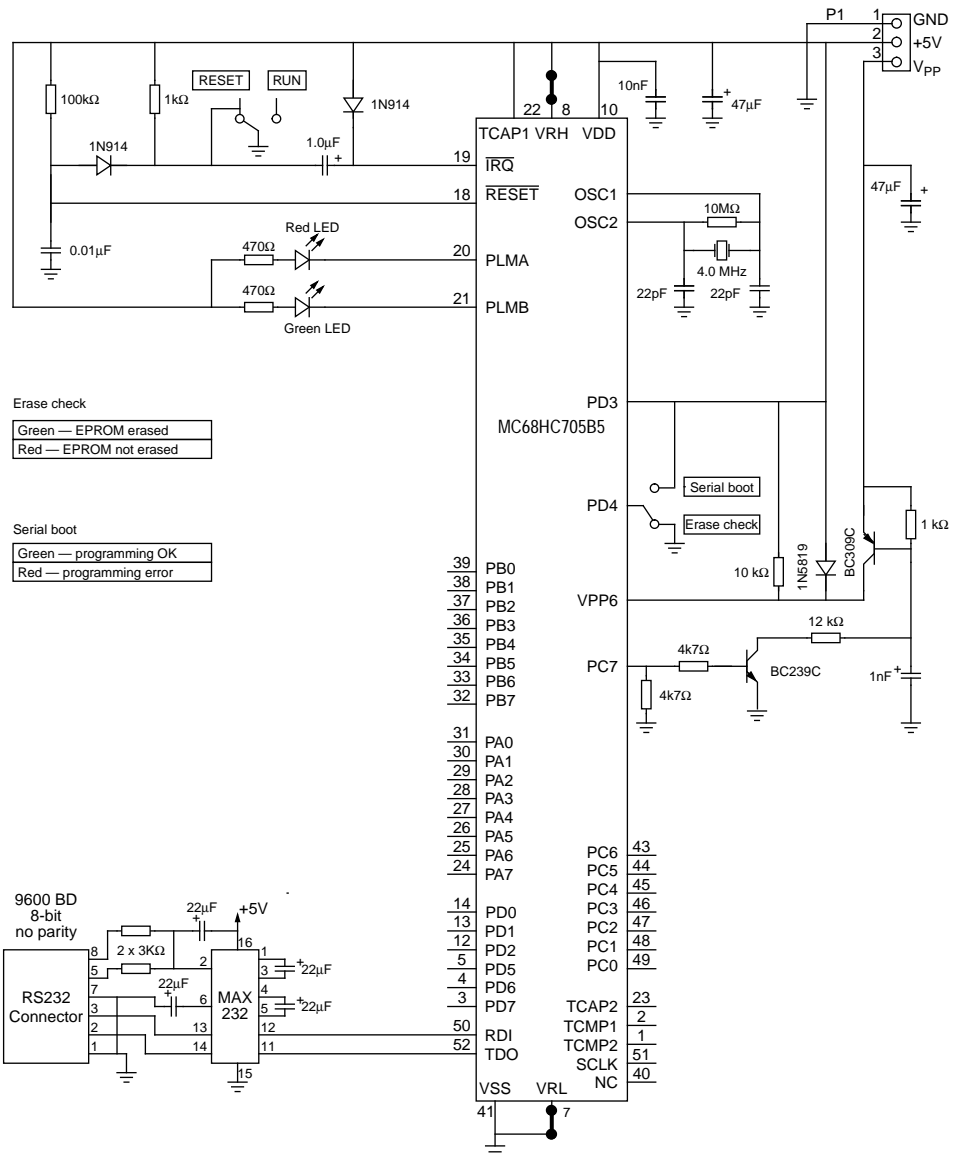 P1
1
GND
2
+5V
3
VPP
100kΩ
1kΩ
RESET
RUN
1N914
10nF
+
47µF
22
8
10
TCAP1
VRH
VDD
1N914
1.0µF
+
19
IRQ
18
RESET
OSC1
OSC2
10MΩ
4.0 MHz
22pF
22pF
47µF
+
0.01µF
Red LED
470Ω
20
PLMA
470Ω
21
PLMB
Green LED
PD3
MC68HC705B5
Erase check
Green — EPROM erased
Red — EPROM not erased
Serial boot
PD4
Erase check
1 kΩ
BC309C
1N5819
10 kΩ
Serial boot
Green — programming OK
Red — programming error
VPP6
12 kΩ
4k7Ω
PC7
BC239C
4k7Ω
1nF
+
39
PB0
38
PB1
37
PB2
36
PB3
35
PB4
34
PB5
33
PB6
32
PB7
31
PA0
30
PA1
29
PA2
28
PA3
27
PA4
26
PA5
25
PA6
24
PA7
PC6
43
PC5
44
PC4
45
PC3
46
PC2
47
PC1
48
PC0
49
14
PD0
13
PD1
12
PD2
5
PD5
4
PD6
3
PD7
50
RDI
52
TDO
TCAP2
23
TCMP1
2
TCMP2
1
SCLK
51
NC
40
9600 BD
8-bit
no parity
RS232
Connector
8
5
7
3
2
1
2 x 3KΩ
22µF
+
+5V
16
22µF
+
2
6
13
14
MAX
232
1
3
4
5
12
11
15
+
22µF
+
22µF
VSS
VRL
41
7